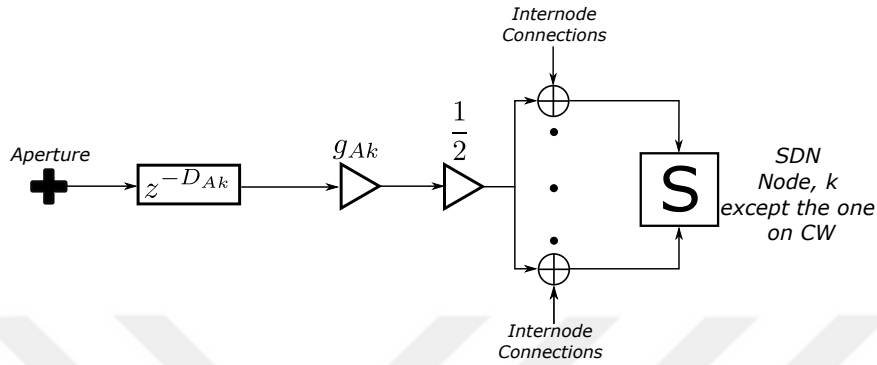 Internode
Connections
Aperture
z^{-D_{Ak}}
g_{Ak}
1/2
S
SDN
Node, k
except the one
on CW
Internode
Connections